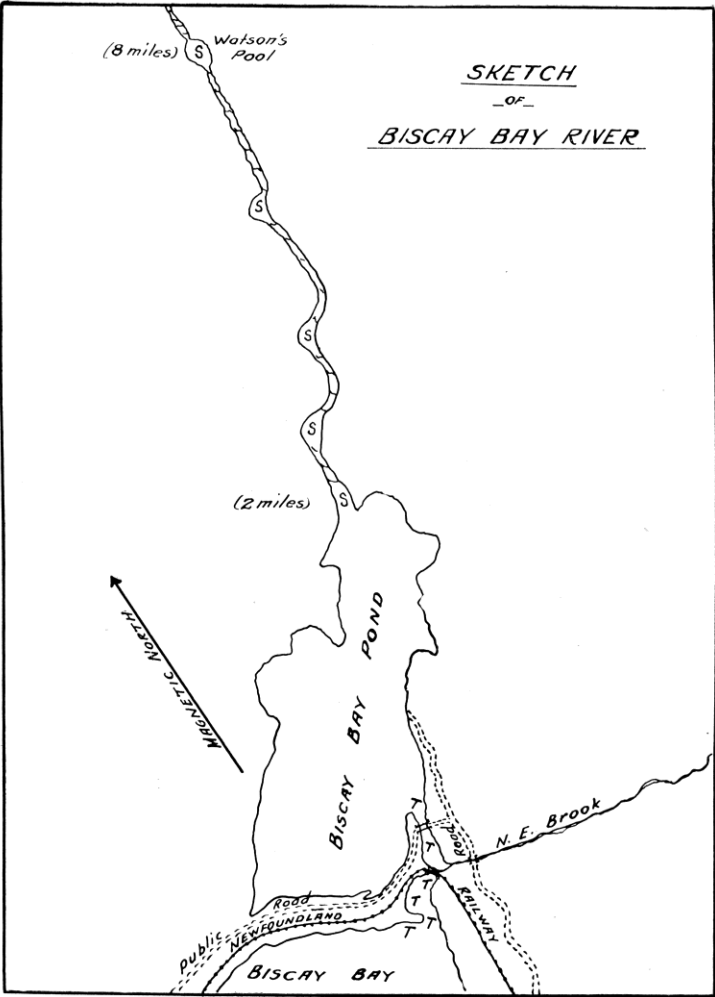 SKETCH
_OF_
BISCAY BAY RIVER
(8 miles)
S
Watson's
Pool
S
S
S
(2 miles)
S
MAGNETIC NORTH
BISCAY BAY POND
T
T
Road
N. E. Brook
T
T
T
T
RAILWAY
Road
Public
NEWFOUNDLAND
BISCAY BAY